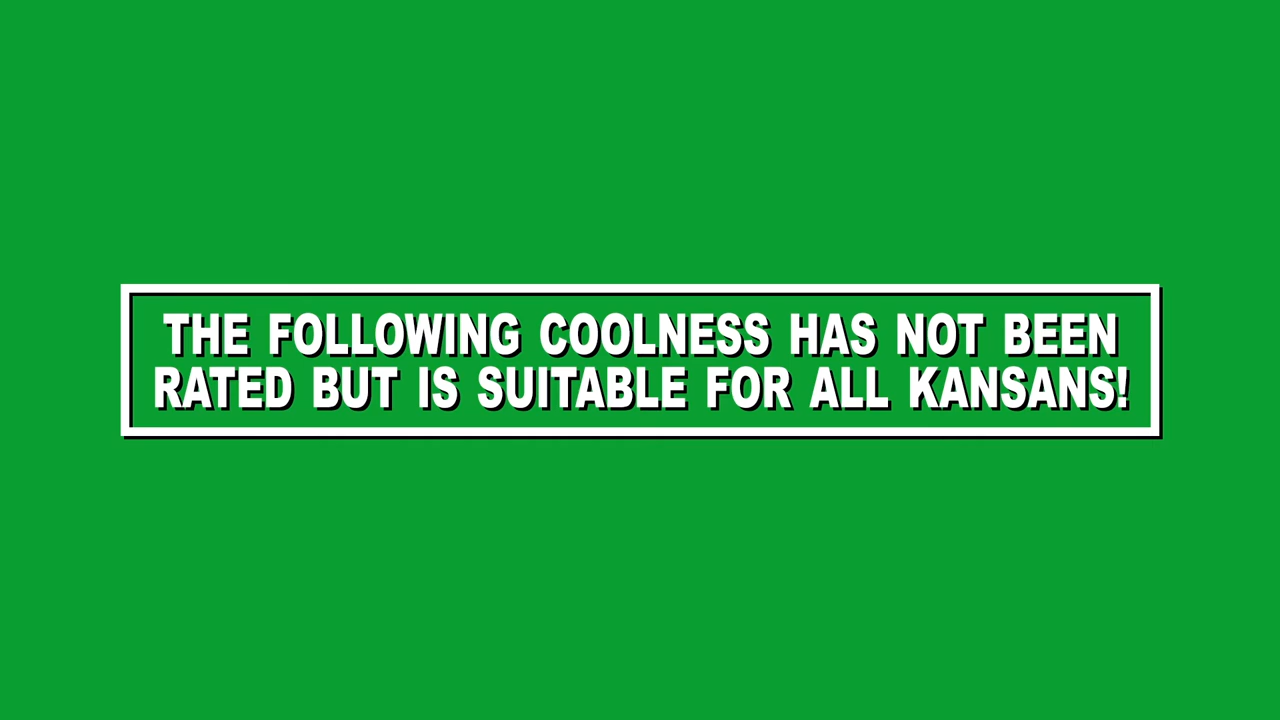 THE FOLLOWING COOLNESS HAS NOT BEEN
RATED BUT IS SUITABLE FOR ALL KANSANS!